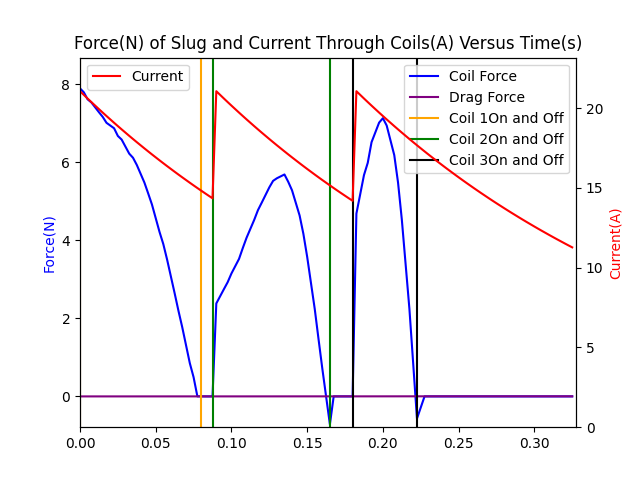 Force(N) of Slug and Current Through Coils(A) Versus Time(s)
Current
Coil Force
Drag Force
Coil 1On and Off
Coil 2On and Off
Coil 3On and Off
Force(N)
8
6
4
2
0
Current(A)
20
15
10
5
0
0.00 0.05 0.10 0.15 0.20 0.25 0.30